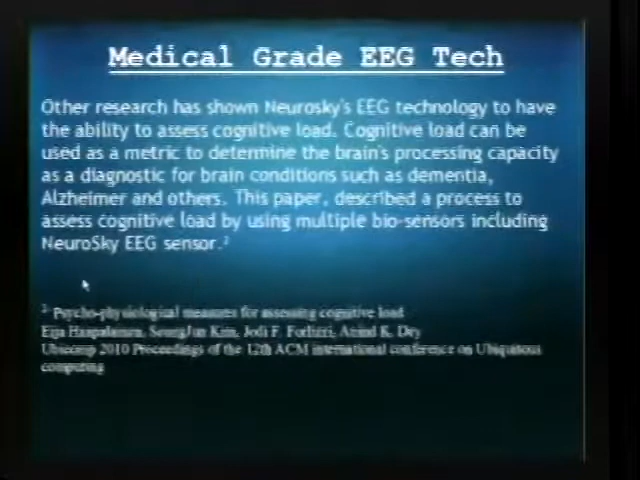 Medical Grade EEG Tech
Other research has shown Neurosky's EEG technology to have
the ability to assess cognitive load. Cognitive load can be
used as a metric to determine the brain's processing capacity
as a diagnostic for brain conditions such as dementia,
Alzheimer and others. This paper, described a process to
assess cognitive load by using multiple bio-sensors including
NeuroSky EEG sensor.²
² Psycho-physiological measures for assessing cognitive load
Eija Haapalainen, SeungJun Kim, Jodi F. Forlizzi, Anind K. Dey
Ubicomp 2010 Proceedings of the 12th ACM international conference on Ubiquitous
computing